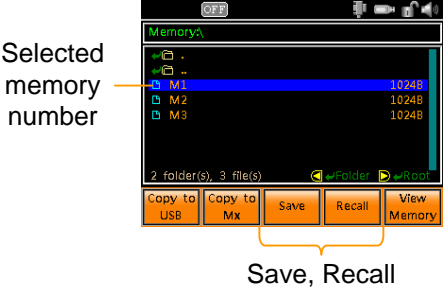 OFF
Memory:\
.
..
Selected memory number
M1 1024B
M2 1024B
M3 1024B
2 folder(s), 3 file(s) Folder Root
Copy to USB
Copy to Mx
Save
Recall
View Memory
Save, Recall